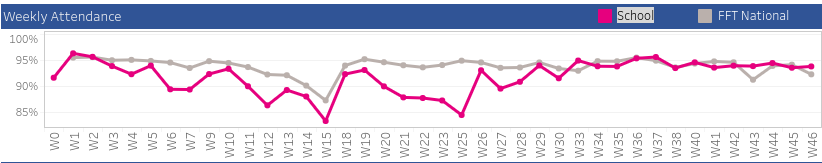 Weekly Attendance School FFT National
100%
95%
90%
85%
W0 W1 W2 W3 W4 W5 W6 W7 W9 W10 W11 W12 W13 W14 W15 W18 W19 W20 W21 W22 W23 W25 W26 W27 W28 W29 W30 W33 W34 W35 W36 W37 W38 W40 W41 W42 W43 W44 W45 W46